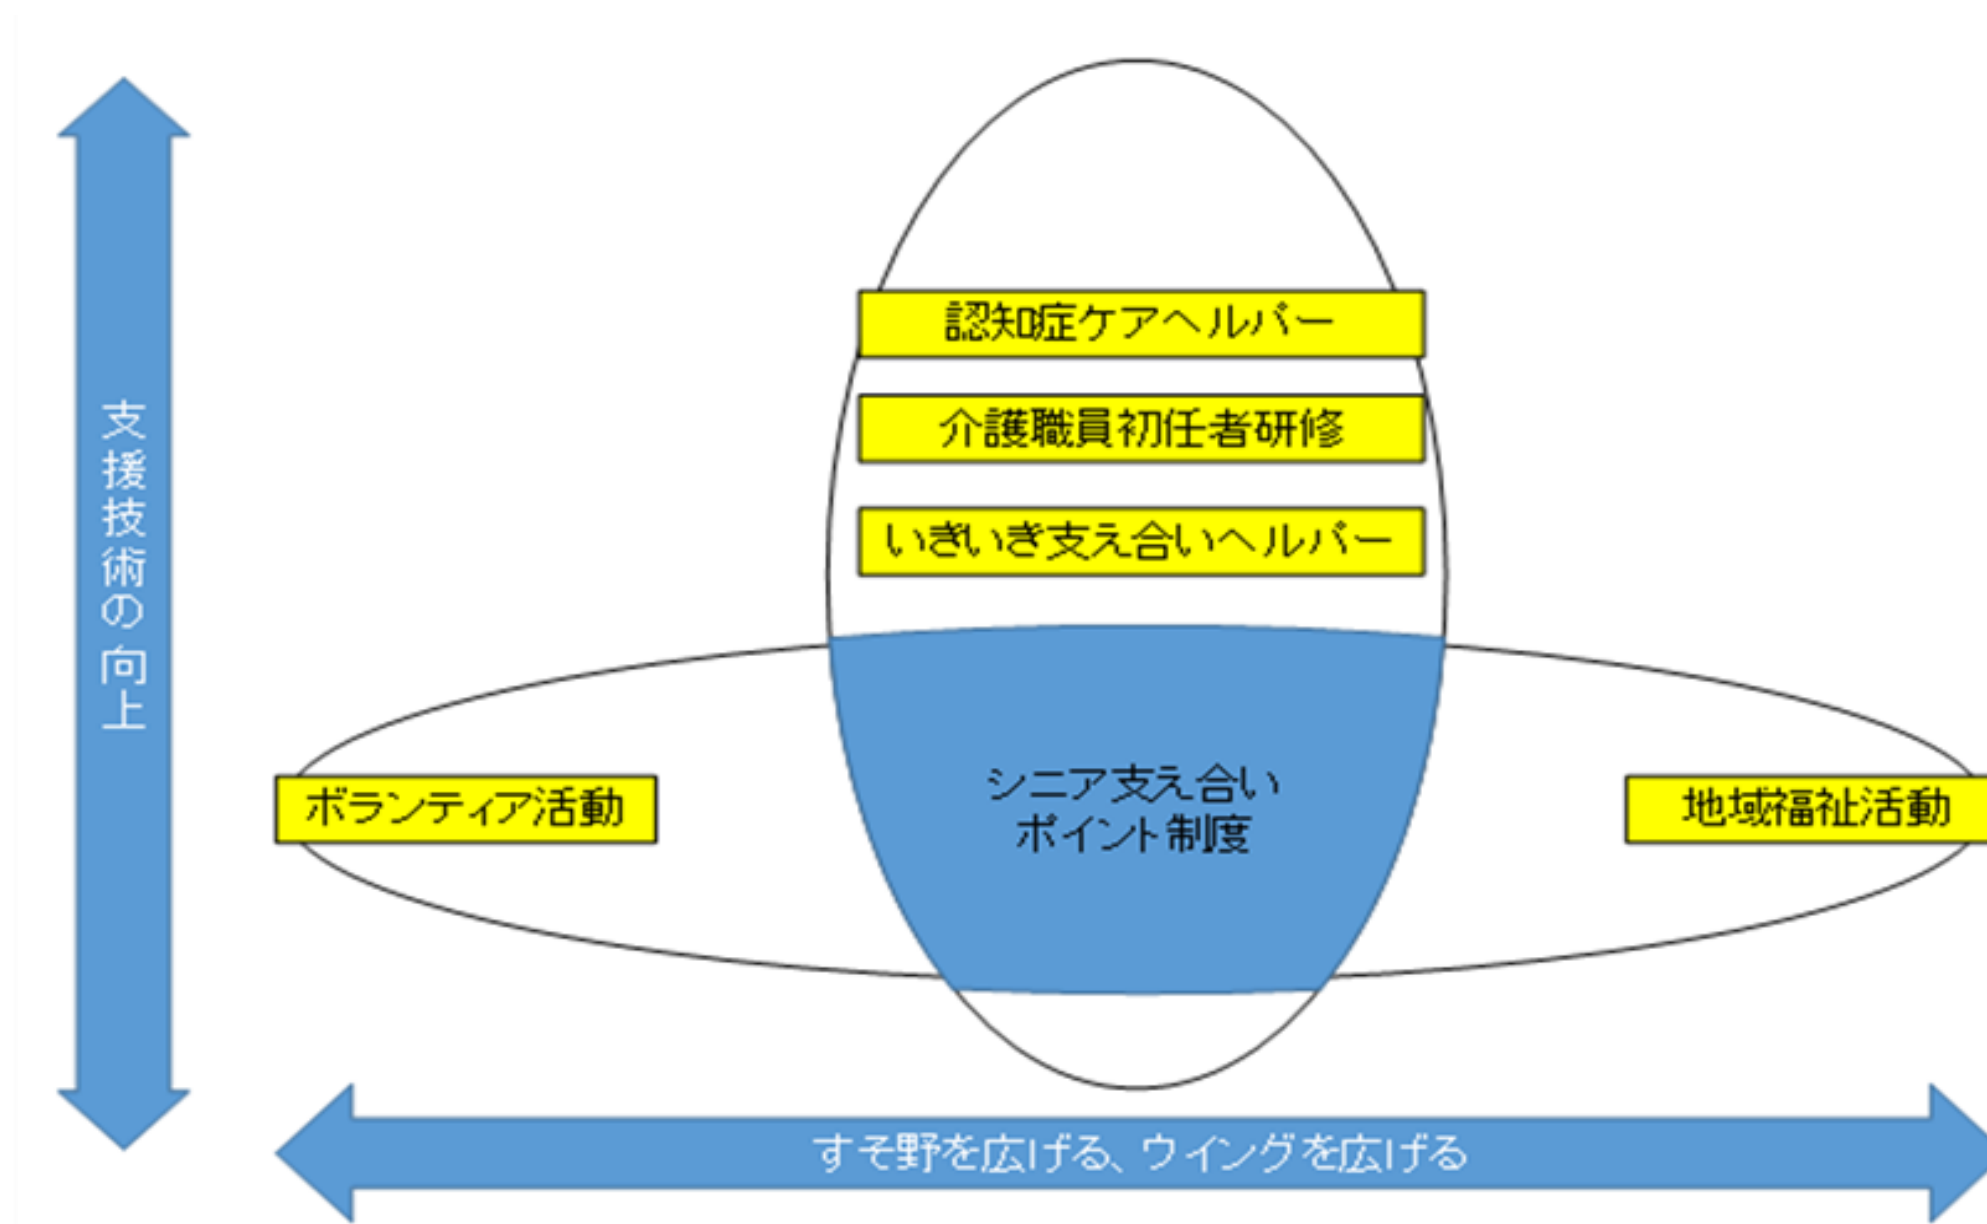 支援技術の向上
認知症ケアヘルパー
介護職員初任者研修
いきいき支え合いヘルパー
シニア支え合い
ポイント制度
ボランティア活動
地域福祉活動
すそ野を広げる、ウイングを広げる